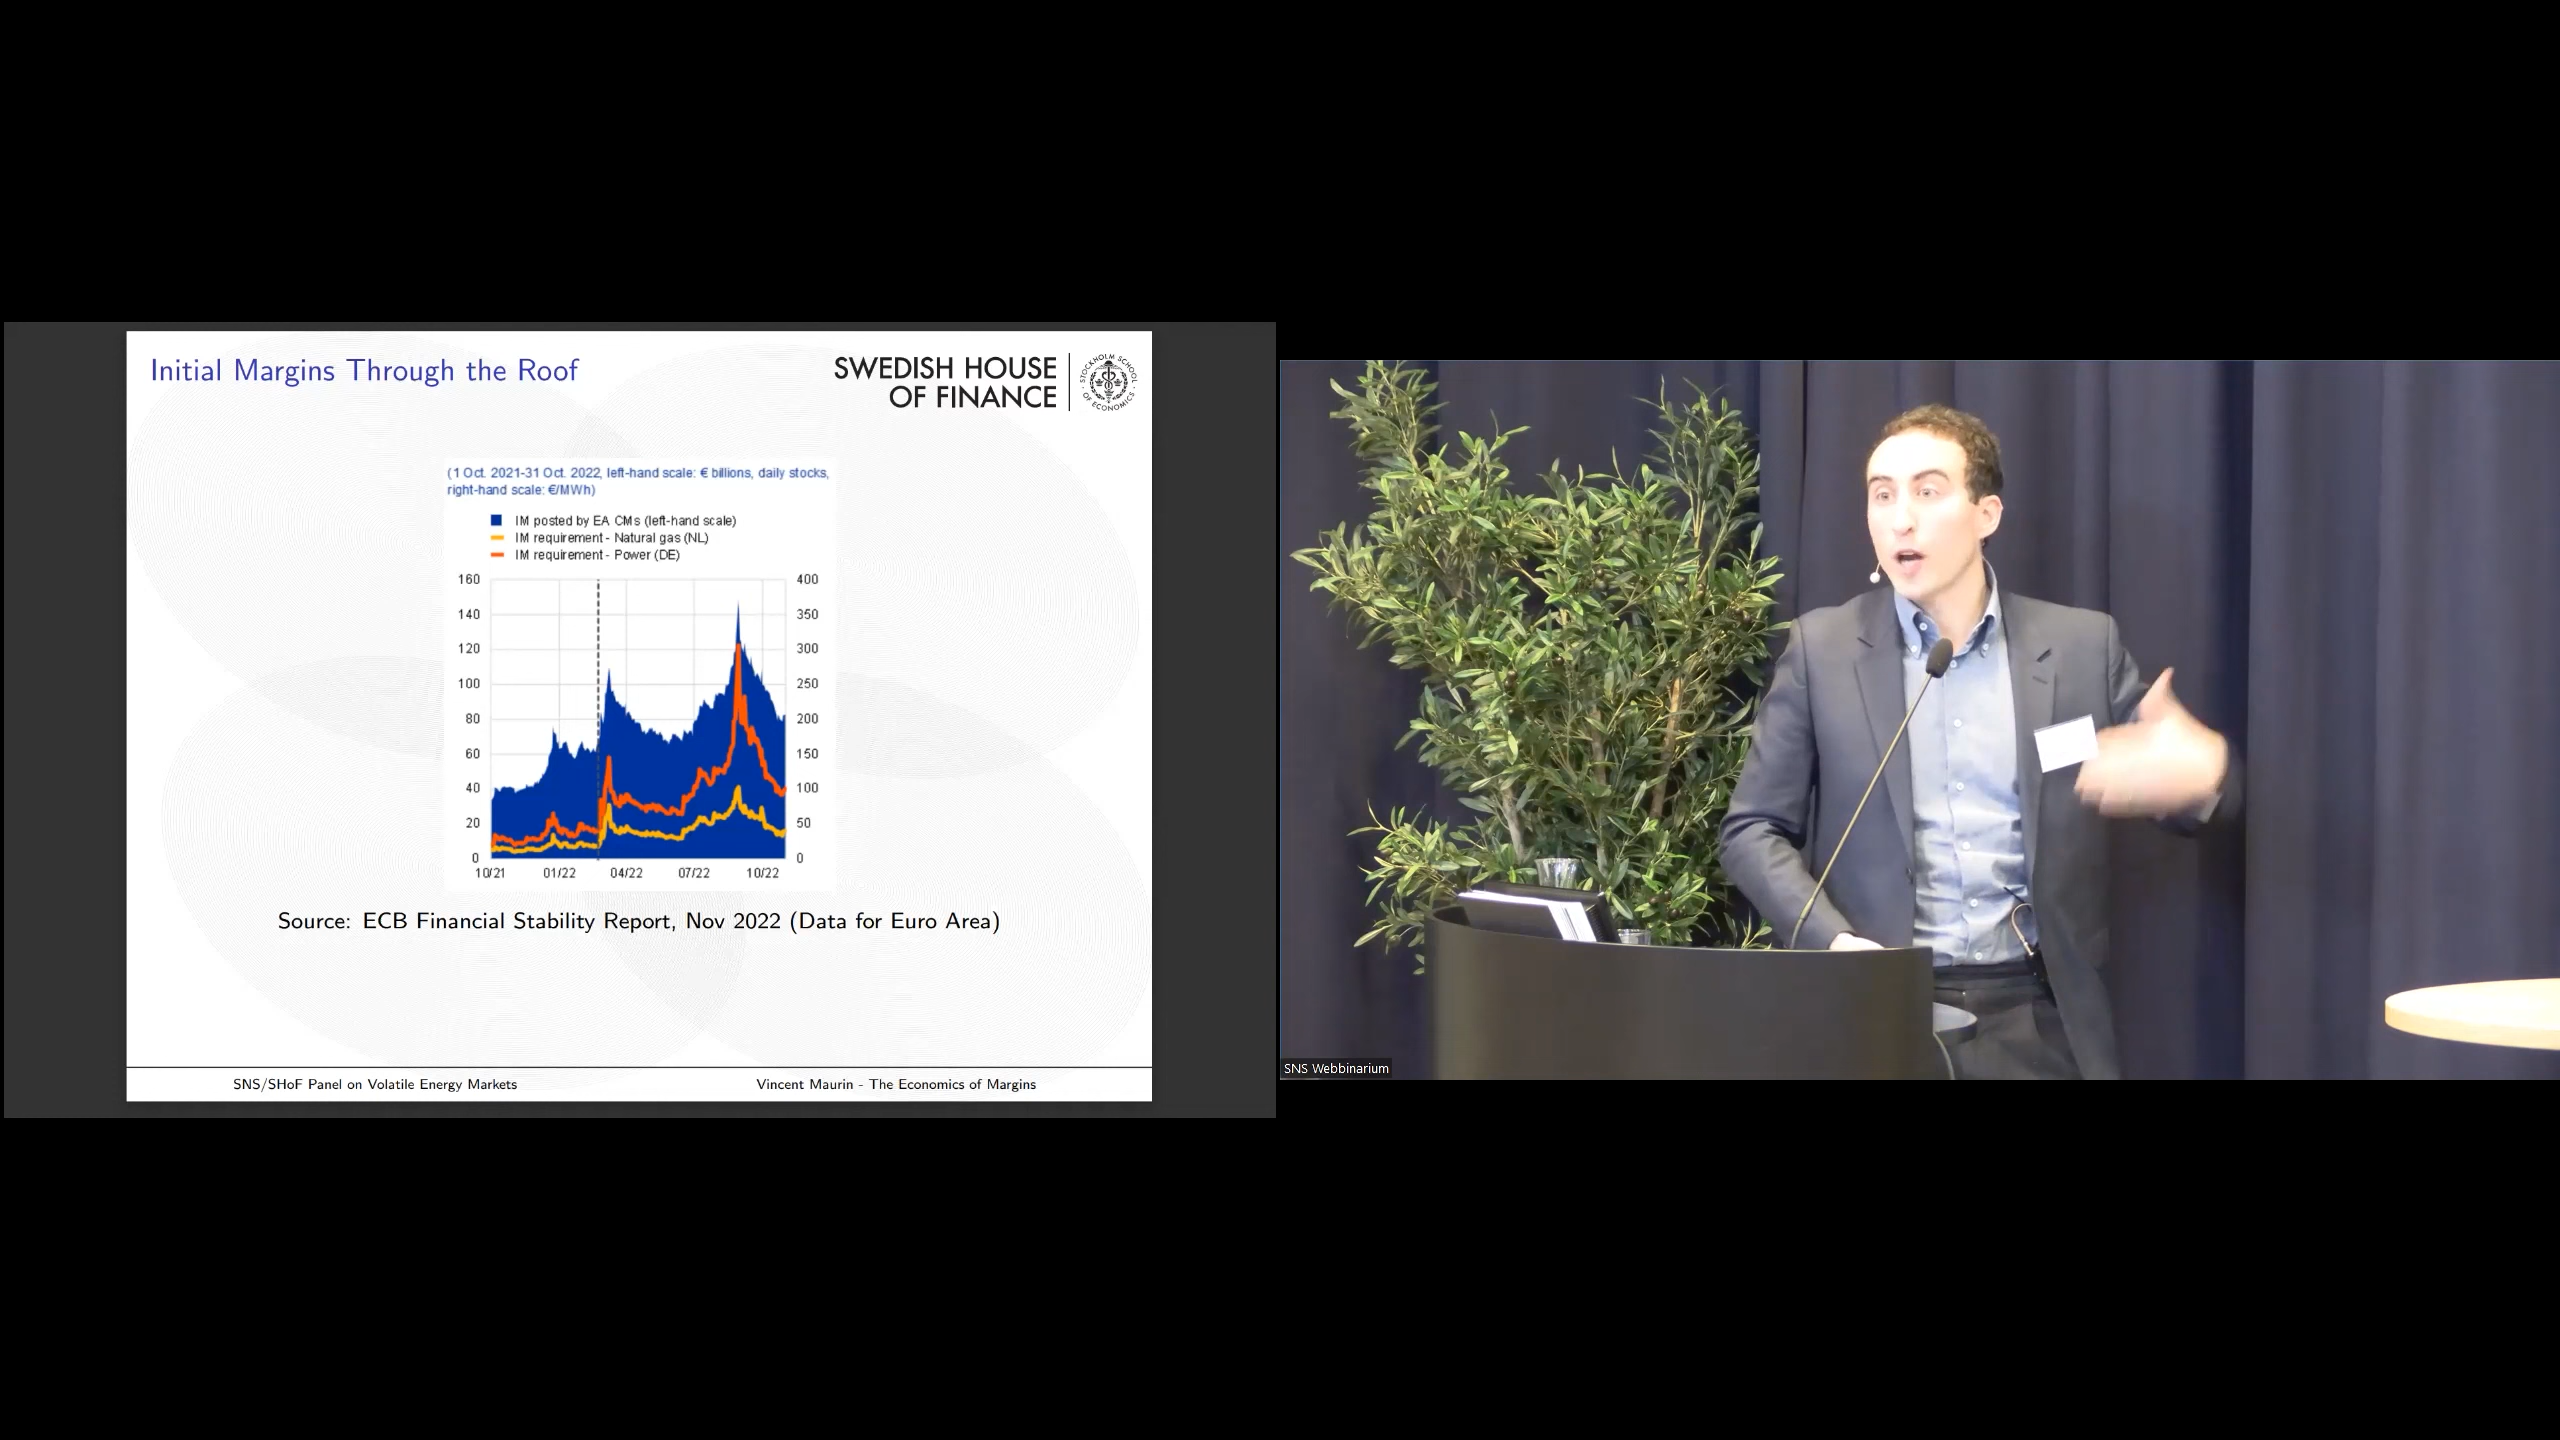 Initial Margins Through the Roof
SWEDISH HOUSE
OF FINANCE
STOCKHOLM SCHOOL
OF ECONOMICS
(1 Oct. 2021-31 Oct. 2022, left-hand scale: € billions, daily stocks,
right-hand scale: €/MWh)
IM posted by EA CMs (left-hand scale)
IM requirement - Natural gas (NL)
IM requirement - Power (DE)
160 400
140 350
120 300
100 250
80 200
60 150
40 100
20 50
0 0
10/21 01/22 04/22 07/22 10/22
Source: ECB Financial Stability Report, Nov 2022 (Data for Euro Area)
SNS/SHoF Panel on Volatile Energy Markets
Vincent Maurin - The Economics of Margins
SNS Webbinarium